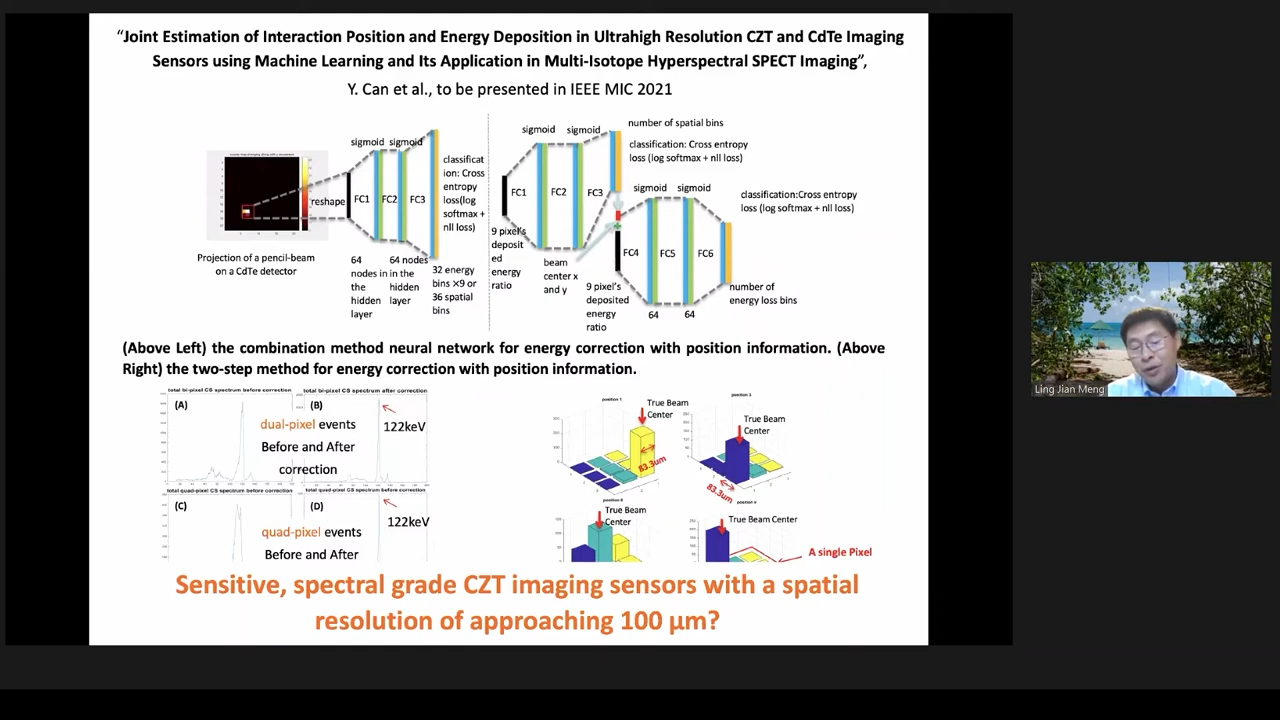 “Joint Estimation of Interaction Position and Energy Deposition in Ultrahigh Resolution CZT and CdTe Imaging
Sensors using Machine Learning and Its Application in Multi-Isotope Hyperspectral SPECT Imaging”,
Y. Can et al., to be presented in IEEE MIC 2021
sigmoid sigmoid
reshape
FC1 FC2 FC3
classificat
ion: Cross
entropy
loss(log
softmax +
nll loss)
Projection of a pencil-beam
on a CdTe detector
64
nodes in
the
hidden
layer
64 nodes
in the
hidden
layer
32 energy
bins ×9 or
36 spatial
bins
sigmoid sigmoid
number of spatial bins
classification: Cross entropy
loss (log softmax + nll loss)
FC1 FC2 FC3
9 pixel’s
deposit
ed
energy
ratio
beam
center x
and y
sigmoid sigmoid
classification:Cross entropy
loss (log softmax + nll loss)
FC4 FC5 FC6
9 pixel’s
deposited
energy
ratio
64 64
number of
energy loss bins
(Above Left) the combination method neural network for energy correction with position information. (Above
Right) the two-step method for energy correction with position information.
total bi-pixel CS spectrum before correction
total bi-pixel CS spectrum after correction
(A)
(B)
dual-pixel events
Before and After
correction
122keV
total quad-pixel CS spectrum before correction
total quad-pixel CS spectrum before correction
(C)
(D)
quad-pixel events
Before and After
122keV
position 1
True Beam
Center
83.3um
position 3
True Beam
Center
83.3um
True Beam
Center
True Beam Center
A single Pixel
Sensitive, spectral grade CZT imaging sensors with a spatial
resolution of approaching 100 µm?
Ling Jian Meng